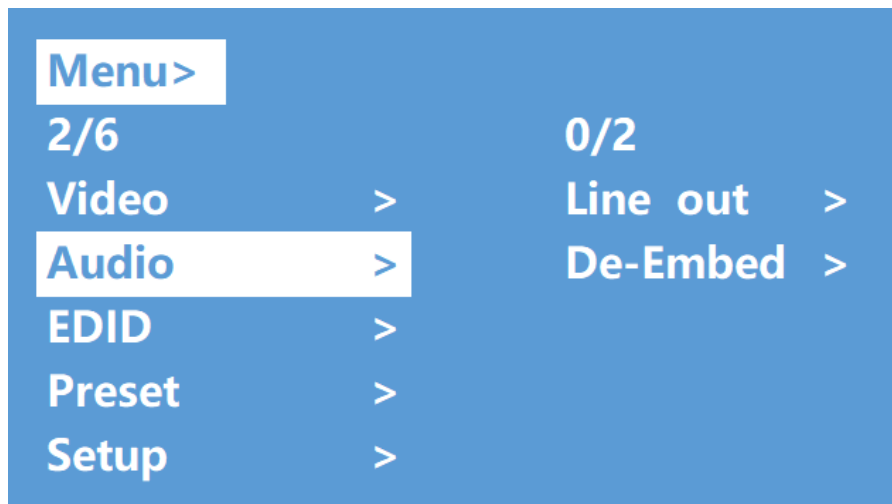 Menu>
2/6 0/2
Video > Line out >
Audio > De-Embed >
EDID >
Preset >
Setup >